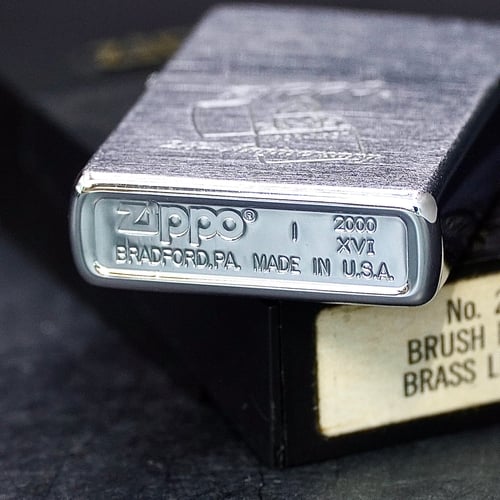 Zippo® I 2000
XVI
BRADFORD, PA. MADE IN U.S.A.
No. 2
BRUSH
BRASS